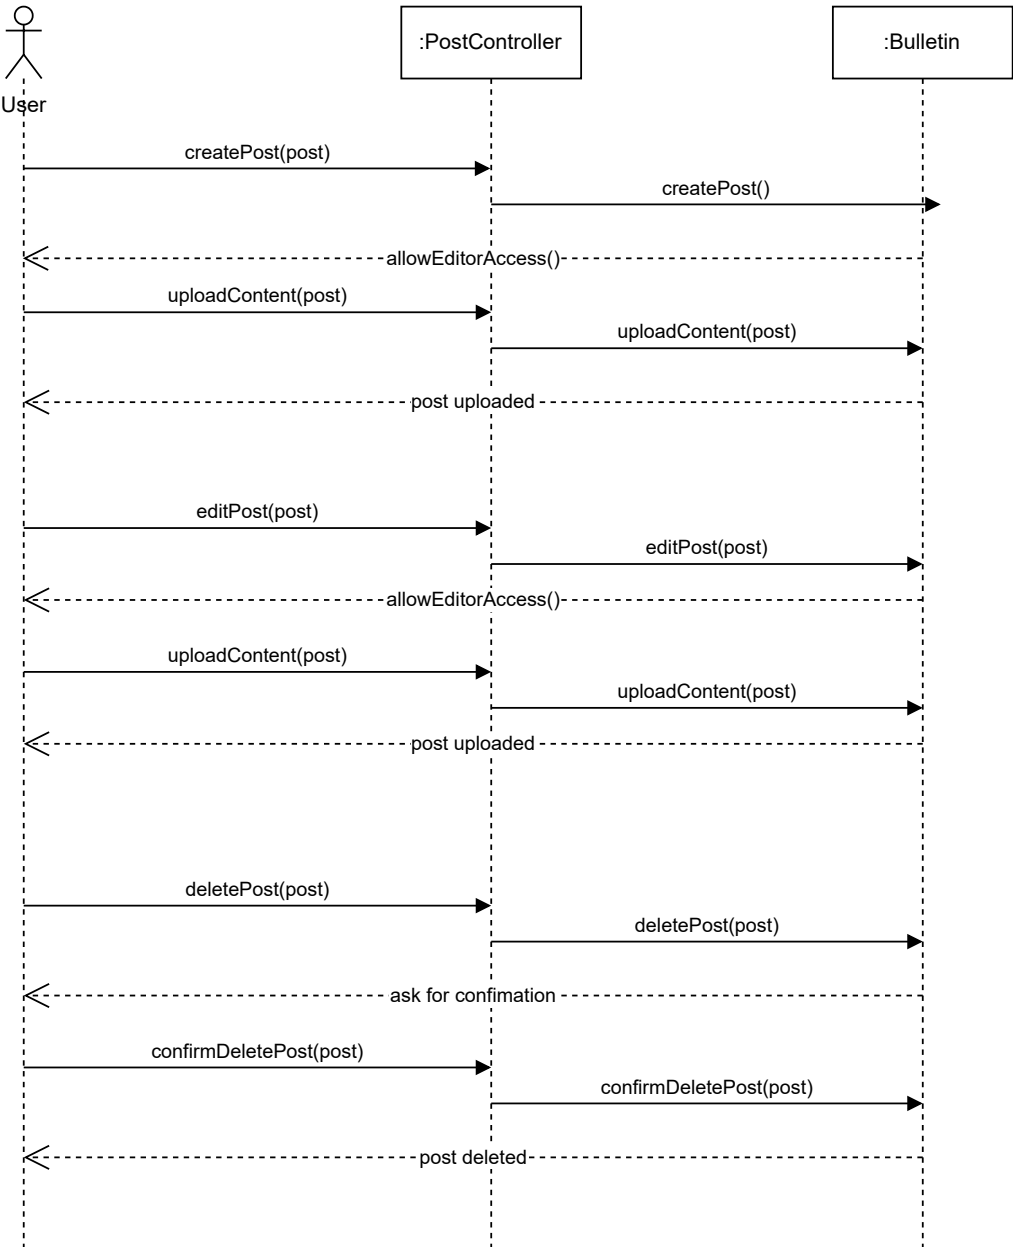 :PostController
:Bulletin
User
createPost(post)
createPost()
allowEditorAccess()
uploadContent(post)
uploadContent(post)
post uploaded
editPost(post)
editPost(post)
allowEditorAccess()
uploadContent(post)
uploadContent(post)
post uploaded
deletePost(post)
deletePost(post)
ask for confimation
confirmDeletePost(post)
confirmDeletePost(post)
post deleted